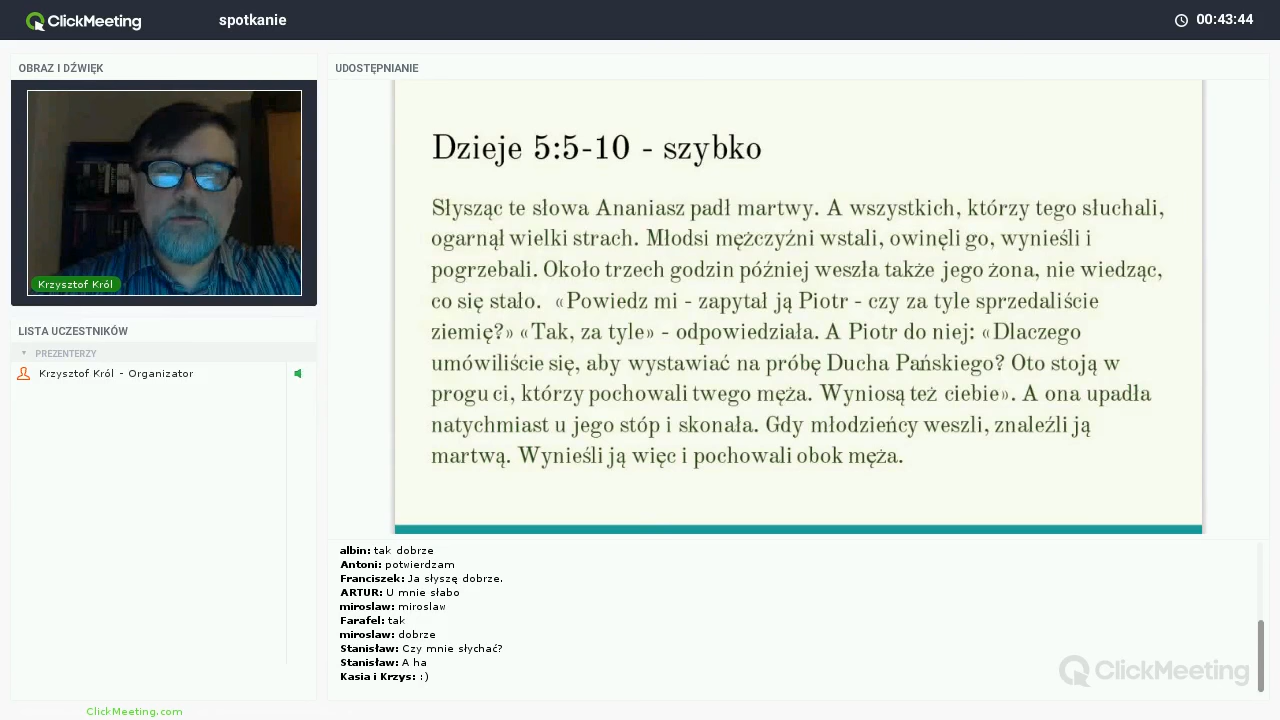 ClickMeeting
spotkanie
00:43:44
OBRAZ I DŹWIĘK
Krzysztof Król
LISTA UCZESTNIKÓW
PREZENTERZY
Krzysztof Król - Organizator
UDOSTĘPNIANIE
Dzieje 5:5-10 - szybko
Słysząc te słowa Ananiasz padł martwy. A wszystkich, którzy tego słuchali,
ogarnął wielki strach. Młodsi mężczyźni wstali, owinęli go, wynieśli i
pogrzebali. Około trzech godzin później weszła także jego żona, nie wiedząc,
co się stało. «Powiedz mi - zapytał ją Piotr - czy za tyle sprzedaliście
ziemię?» «Tak, za tyle» - odpowiedziała. A Piotr do niej: «Dlaczego
umówiliście się, aby wystawiać na próbę Ducha Pańskiego? Oto stoją w
progu ci, którzy pochowali twego męża. Wyniosą też ciebie». A ona upadła
natychmiast u jego stóp i skonała. Gdy młodzieńcy weszli, znaleźli ją
martwą. Wynieśli ją więc i pochowali obok męża.
albin: tak dobrze
Antoni: potwierdzam
Franciszek: Ja słyszę dobrze.
ARTUR: U mnie słabo
miroslaw: miroslaw
Farafel: tak
miroslaw: dobrze
Stanisław: Czy mnie słychać?
Stanisław: A ha
Kasia i Krzys: :)
ClickMeeting
ClickMeeting.com